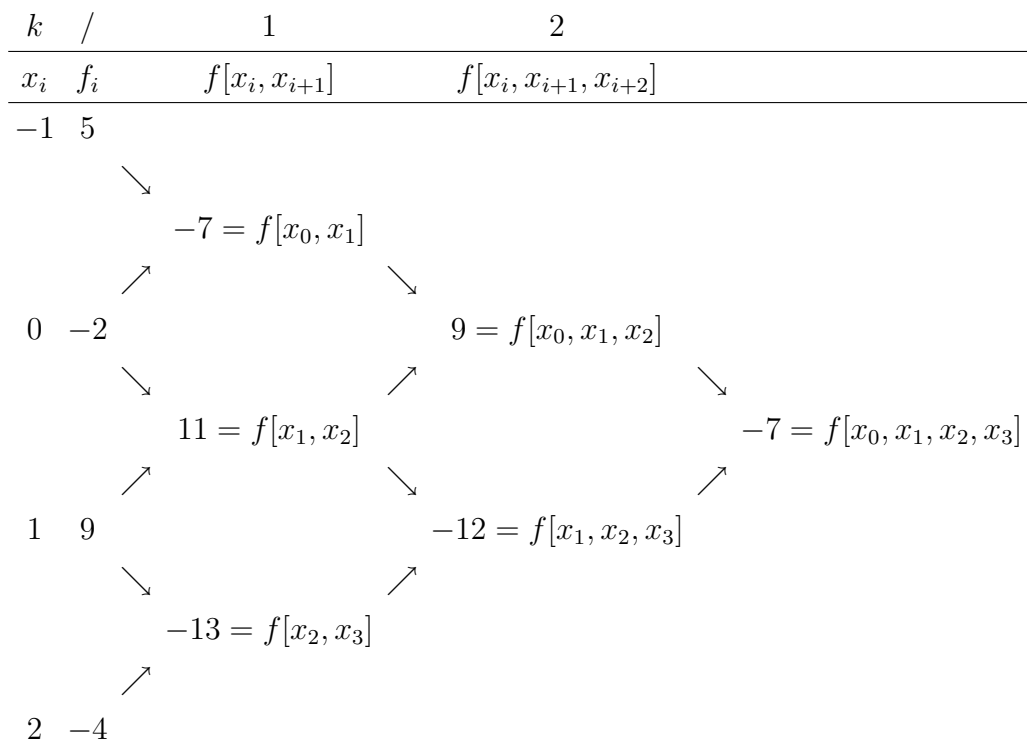 k / 1 2
x_i f_i f[x_i, x_{i+1}] f[x_i, x_{i+1}, x_{i+2}]
−1 5
↘
−7 = f[x_0, x_1]
↗ ↘
0 −2 9 = f[x_0, x_1, x_2]
↘ ↗ ↘
11 = f[x_1, x_2] −7 = f[x_0, x_1, x_2, x_3]
↗ ↘ ↗
1 9 −12 = f[x_1, x_2, x_3]
↘ ↗
−13 = f[x_2, x_3]
↗
2 −4